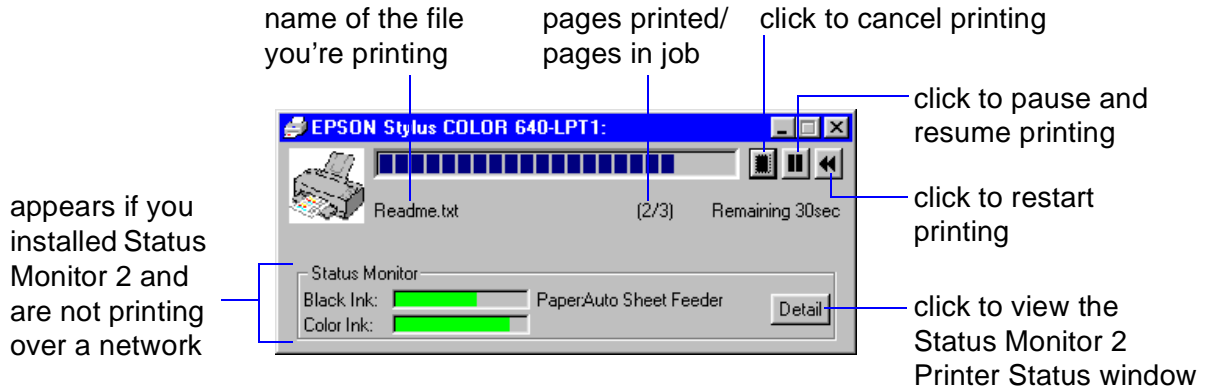 name of the file
you're printing
pages printed/
pages in job
click to cancel printing
click to pause and
resume printing
EPSON Stylus COLOR 640-LPT1:
Readme.txt
(2/3)
Remaining 30sec
click to restart
printing
appears if you
installed Status
Monitor 2 and
are not printing
over a network
Status Monitor
Black Ink:
Paper:Auto Sheet Feeder
Color Ink:
Detail
click to view the
Status Monitor 2
Printer Status window